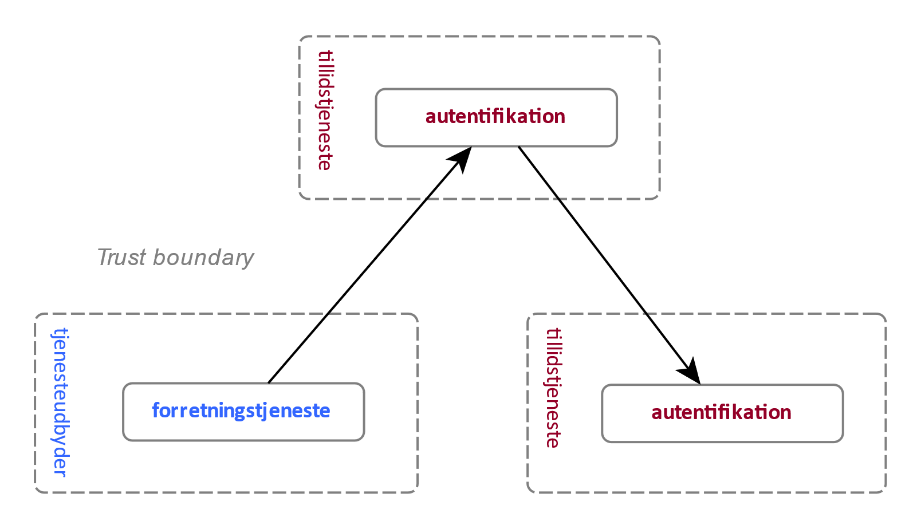 tillidstjeneste
autentifikation
Trust boundary
tjenesteudbyder
forretningstjeneste
tillidstjeneste
autentifikation